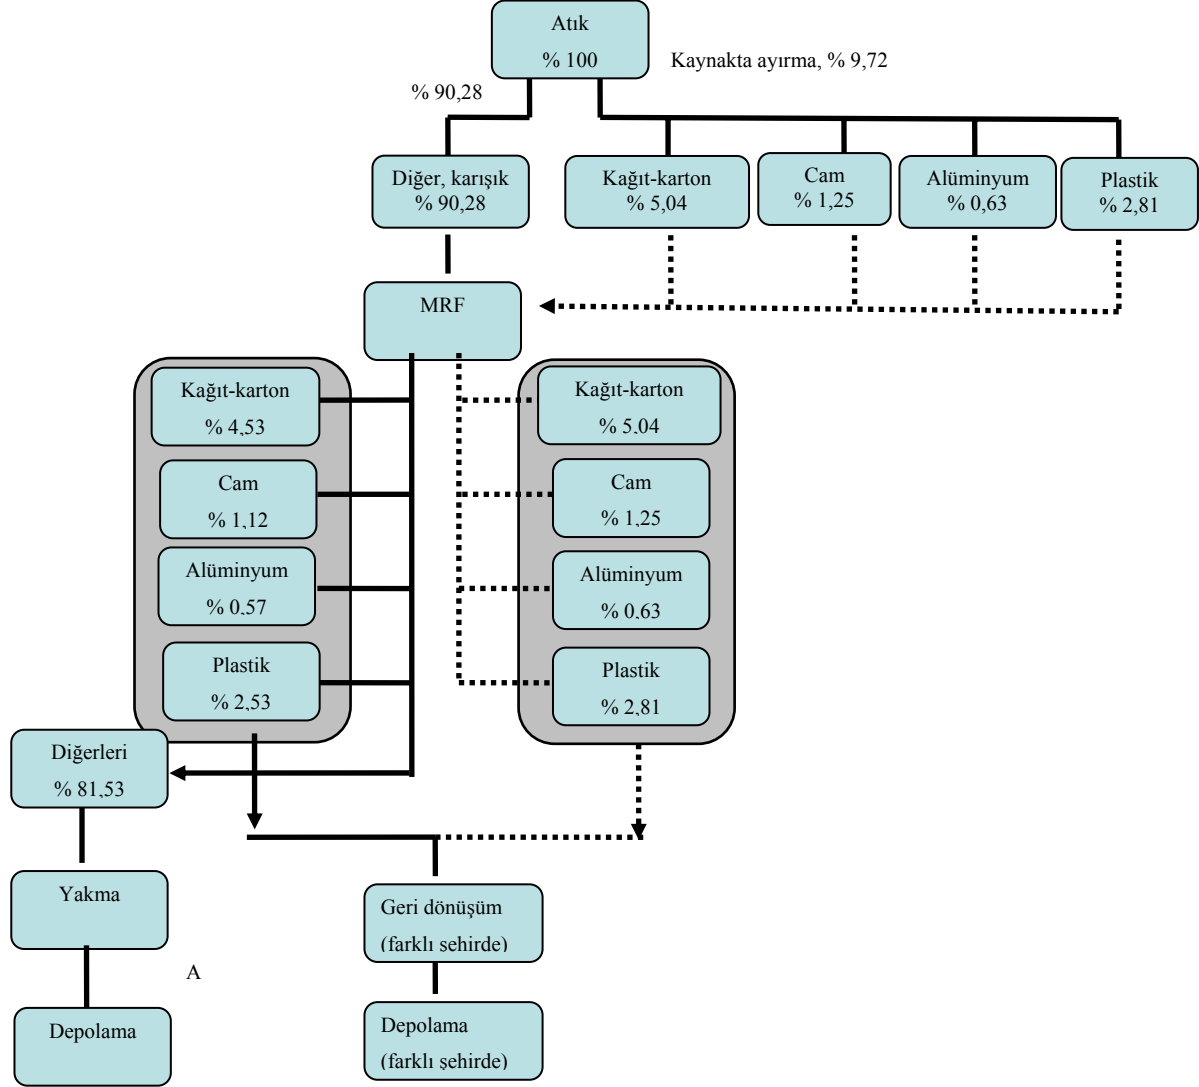 Atık
% 100
Kaynakta ayırma, % 9,72
% 90,28
Diğer, karışık
% 90,28
Kağıt-karton
% 5,04
Cam
% 1,25
Alüminyum
% 0,63
Plastik
% 2,81
MRF
Kağıt-karton
% 4,53
Cam
% 1,12
Alüminyum
% 0,57
Plastik
% 2,53
Kağıt-karton
% 5,04
Cam
% 1,25
Alüminyum
% 0,63
Plastik
% 2,81
Diğerleri
% 81,53
Yakma
A
Depolama
Geri dönüşüm
(farklı şehirde)
Depolama
(farklı şehirde)